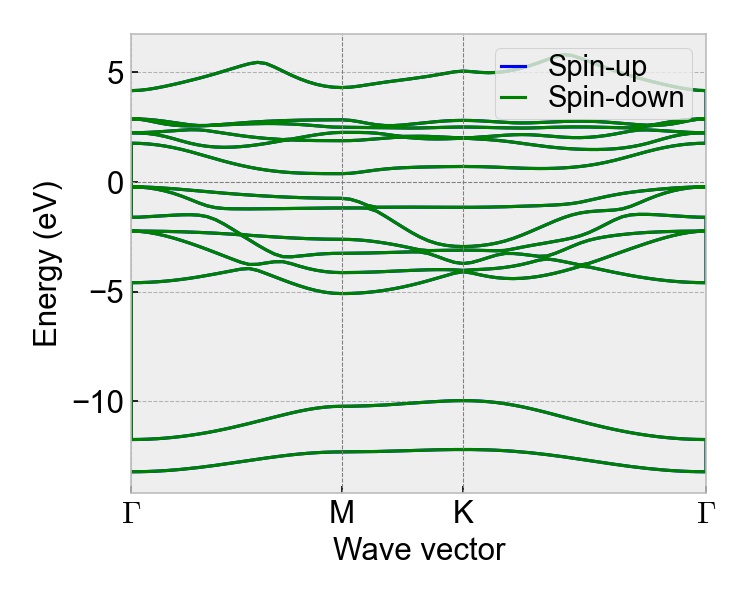 Spin-up
Spin-down
5
0
−5
−10
Energy (eV)
Γ M K Γ
Wave vector